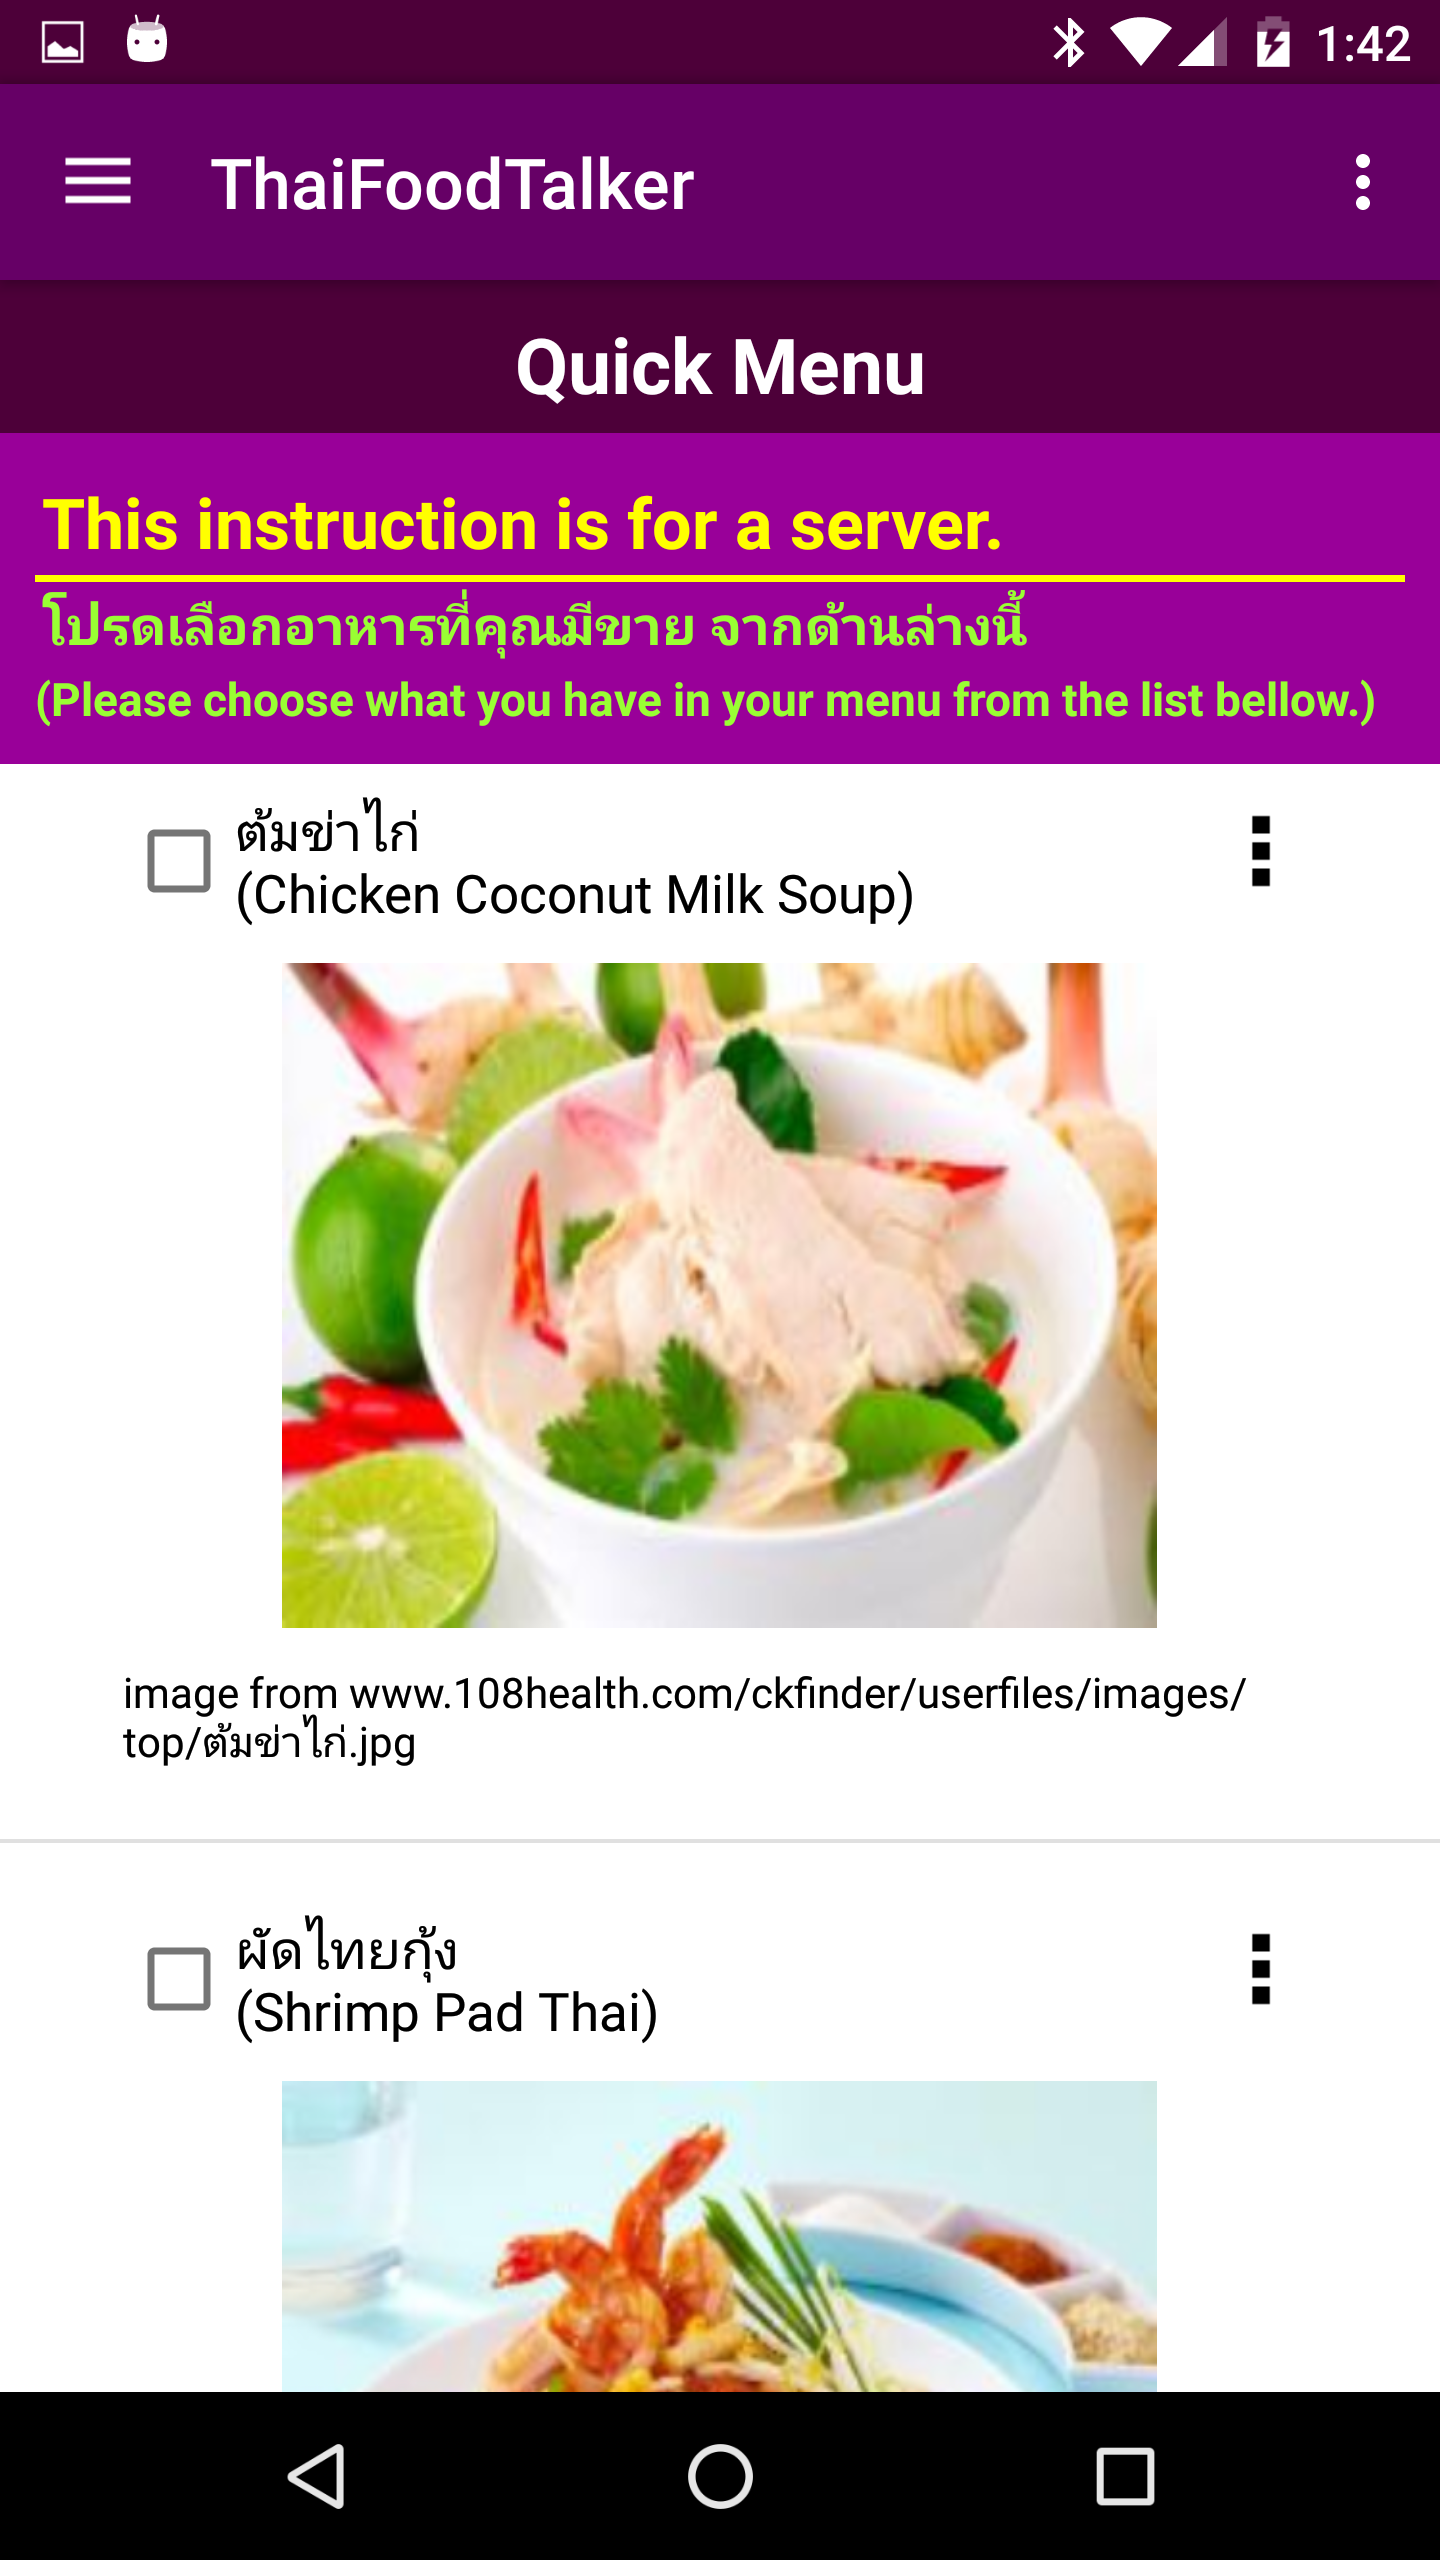 1:42
ThaiFoodTalker
Quick Menu
This instruction is for a server.
โปรดเลือกอาหารที่คุณมีขาย จากด้านล่างนี้
(Please choose what you have in your menu from the list bellow.)
ต้มข่าไก่
(Chicken Coconut Milk Soup)
image from www.108health.com/ckfinder/userfiles/images/
top/ต้มข่าไก่.jpg
ผัดไทยกุ้ง
(Shrimp Pad Thai)